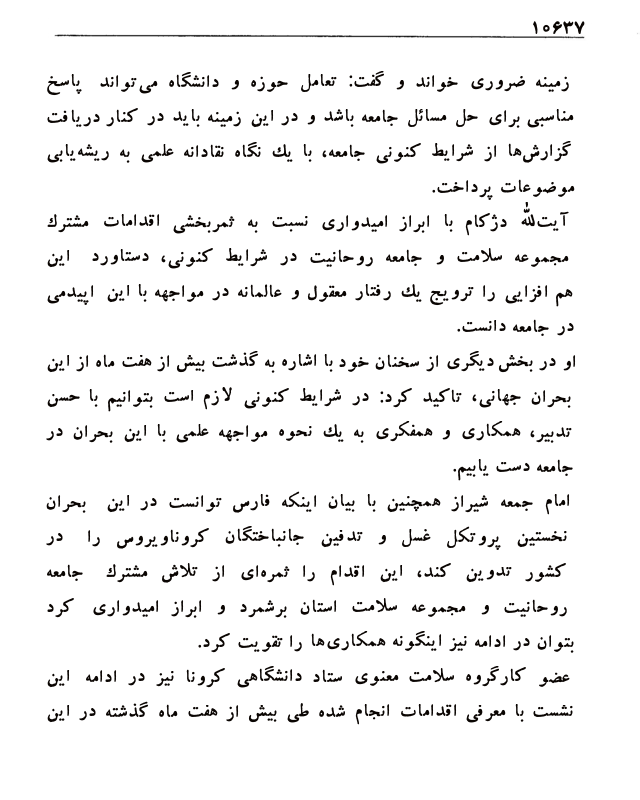 ۱۰۶۳۷
زمینه ضروری خواند و گفت: تعامل حوزه و دانشگاه می‌تواند پاسخ
مناسبی برای حل مسائل جامعه باشد و در این زمینه باید در کنار دریافت
گزارش‌ها از شرایط کنونی جامعه، با یك نگاه نقادانه علمی به ریشه‌یابی
موضوعات پرداخت.
آیت‌الله دژکام با ابراز امیدواری نسبت به ثمربخشی اقدامات مشترك
مجموعه سلامت و جامعه روحانیت در شرایط کنونی، دستاورد این
هم افزایی را ترویج یك رفتار معقول و عالمانه در مواجهه با این اپیدمی
در جامعه دانست.
او در بخش دیگری از سخنان خود با اشاره به گذشت بیش از هفت ماه از این
بحران جهانی، تاکید کرد: در شرایط کنونی لازم است بتوانیم با حسن
تدبیر، همکاری و همفکری به یك نحوه مواجهه علمی با این بحران در
جامعه دست یابیم.
امام جمعه شیراز همچنین با بیان اینکه فارس توانست در این بحران
نخستین پروتکل غسل و تدفین جانباختگان کروناویروس را در
کشور تدوین کند، این اقدام را ثمره‌ای از تلاش مشترك جامعه
روحانیت و مجموعه سلامت استان برشمرد و ابراز امیدواری کرد
بتوان در ادامه نیز اینگونه همکاری‌ها را تقویت کرد.
عضو کارگروه سلامت معنوی ستاد دانشگاهی کرونا نیز در ادامه این
نشست با معرفی اقدامات انجام شده طی بیش از هفت ماه گذشته در این